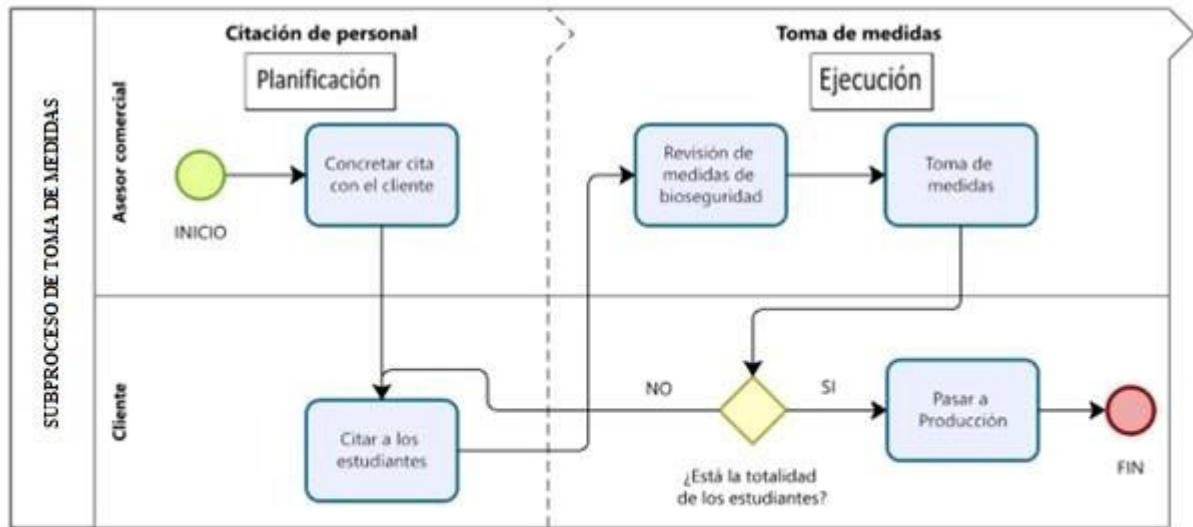 SUBPROCESO DE TOMA DE MEDIDAS
Citación de personal
Toma de medidas
Planificación
Ejecución
Asesor comercial
INICIO
Concretar cita
con el cliente
Revisión de
medidas de
bioseguridad
Toma de
medidas
Cliente
Citar a los
estudiantes
NO
SI
¿Está la totalidad
de los estudiantes?
Pasar a
Producción
FIN